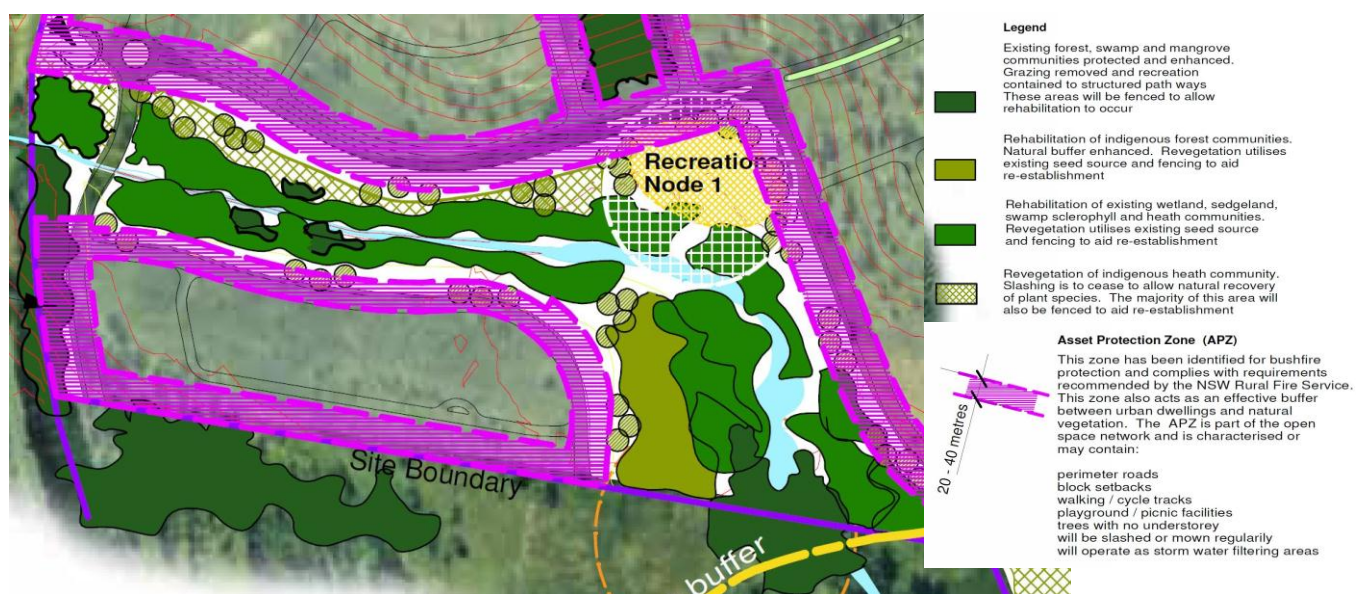 Recreation
Node 1
Site Boundary
buffer
Legend
Existing forest, swamp and mangrove
communities protected and enhanced.
Grazing removed and recreation
contained to structured path ways
These areas will be fenced to allow
rehabilitation to occur
Rehabilitation of indigenous forest communities.
Natural buffer enhanced. Revegetation utilises
existing seed source and fencing to aid
re-establishment
Rehabilitation of existing wetland, sedgeland,
swamp sclerophyll and heath communities.
Revegetation utilises existing seed source
and fencing to aid re-establishment
Revegetation of indigenous heath community.
Slashing is to cease to allow natural recovery
of plant species. The majority of this area will
also be fenced to aid re-establishment
Asset Protection Zone (APZ)
This zone has been identified for bushfire
protection and complies with requirements
recommended by the NSW Rural Fire Service.
This zone also acts as an effective buffer
between urban dwellings and natural
vegetation. The APZ is part of the open
space network and is characterised or
may contain:
20 - 40 metres
perimeter roads
block setbacks
walking / cycle tracks
playground / picnic facilities
trees with no understorey
will be slashed or mown regularily
will operate as storm water filtering areas